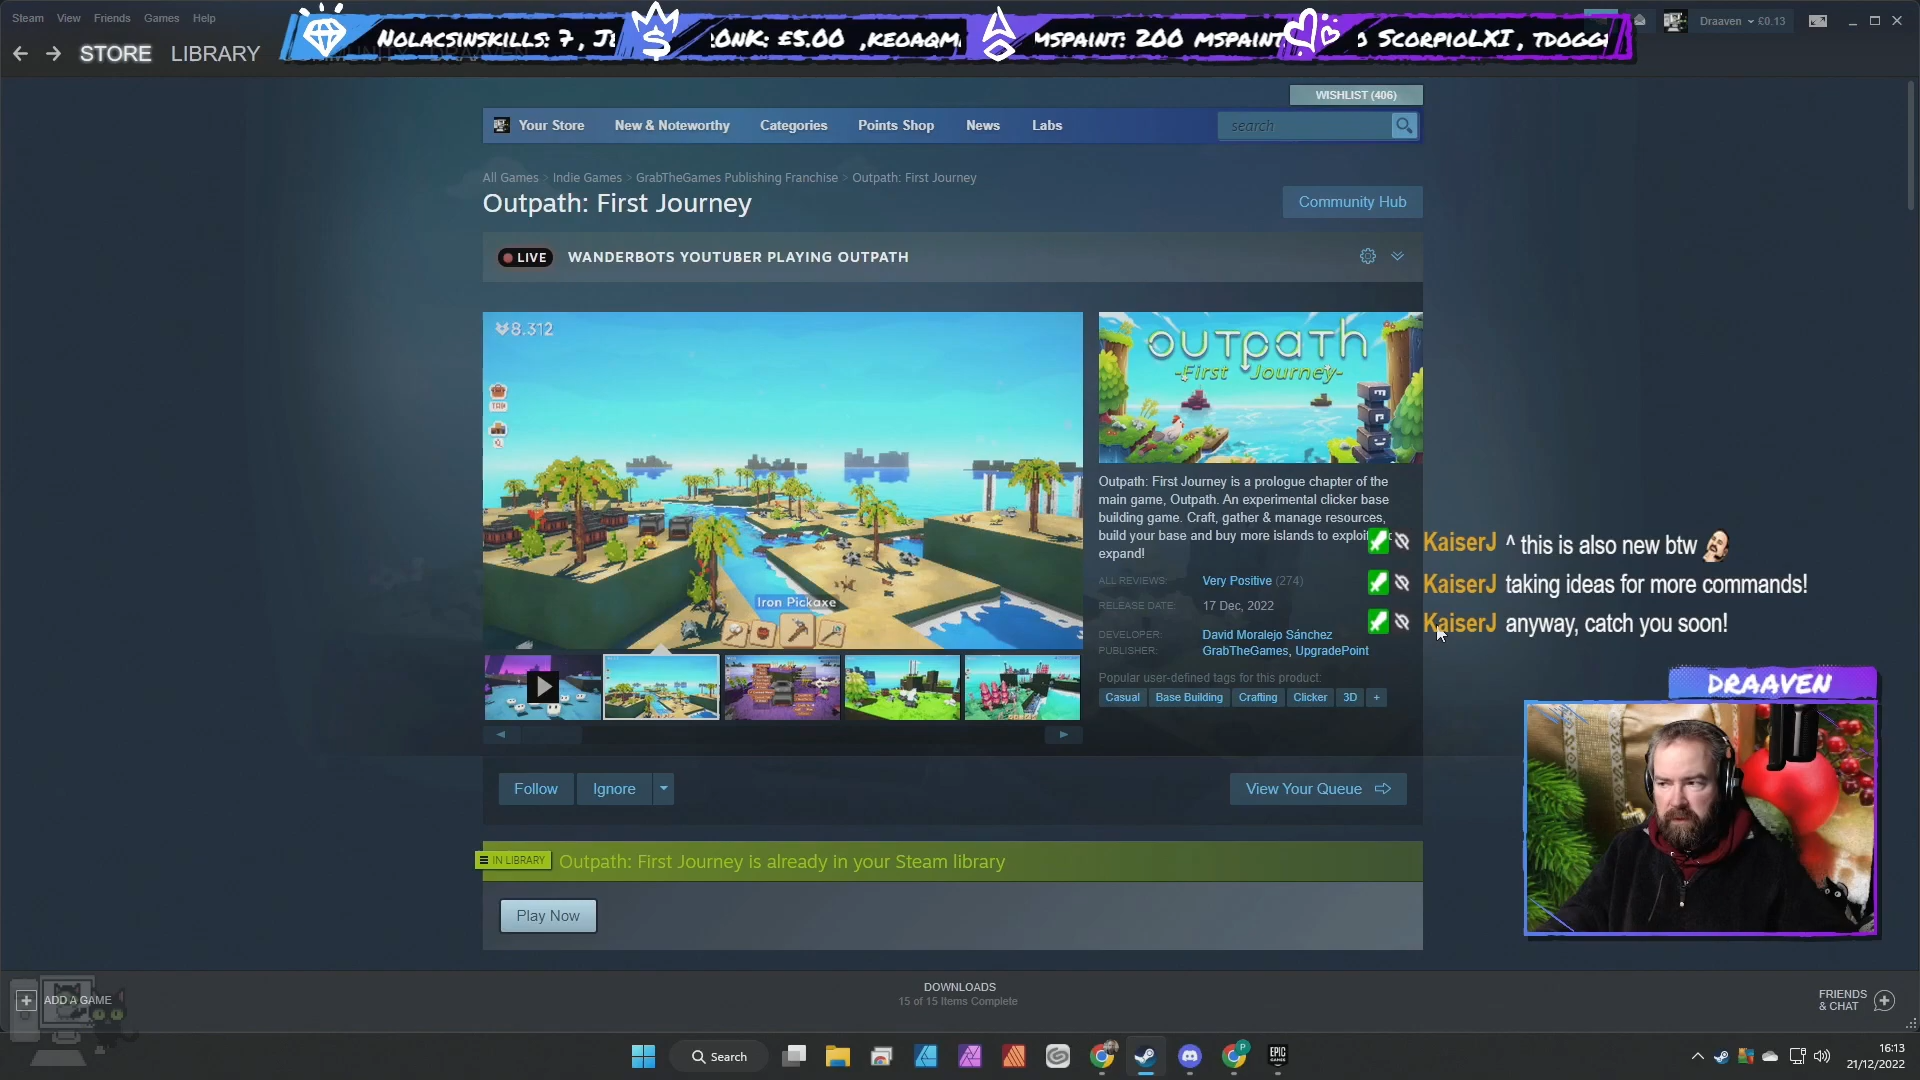 Steam View Friends Games Help
Draaven £0.13
NOLACSINSKILLS: 7 , J
ONK: £5.00 ,KEOAQM
MSPAINT: 200 MSPAINT
SCORPIOLXI , TDOGG
STORE LIBRARY
WISHLIST (406)
Your Store New & Noteworthy Categories Points Shop News Labs
search
All Games > Indie Games > GrabTheGames Publishing Franchise > Outpath: First Journey
Outpath: First Journey
Community Hub
LIVE WANDERBOTS YOUTUBER PLAYING OUTPATH
8.312
TAB
Iron Pickaxe
OUTPATH
-First Journey-
Outpath: First Journey is a prologue chapter of the
main game, Outpath. An experimental clicker base
building game. Craft, gather & manage resources,
build your base and buy more islands to exploit
expand!
ALL REVIEWS: Very Positive (274)
RELEASE DATE: 17 Dec, 2022
DEVELOPER: David Moralejo Sánchez
PUBLISHER: GrabTheGames, UpgradePoint
Popular user-defined tags for this product:
Casual Base Building Crafting Clicker 3D +
KaiserJ ^ this is also new btw
KaiserJ taking ideas for more commands!
KaiserJ anyway, catch you soon!
DRAAVEN
Follow Ignore
View Your Queue
IN LIBRARY Outpath: First Journey is already in your Steam library
Play Now
ADD A GAME
DOWNLOADS
15 of 15 Items Complete
FRIENDS
& CHAT
Search
P
EPIC
GAMES
16:13
21/12/2022